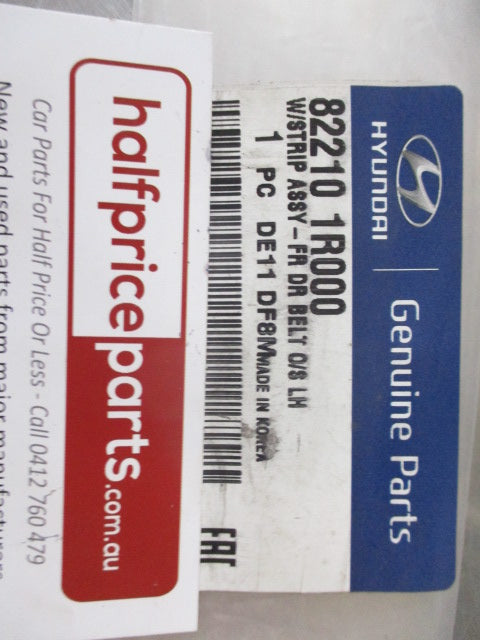 HYUNDAI
Genuine Parts
82210 1R000
W/STRIP ASSY-FR DR BELT O/S LH
1 PC DE11 DF8M MADE IN KOREA
EAC
halfpriceparts.com.au
Car Parts For Half Price Or Less - Call 0412 760 479
New and used parts from major manufacturers